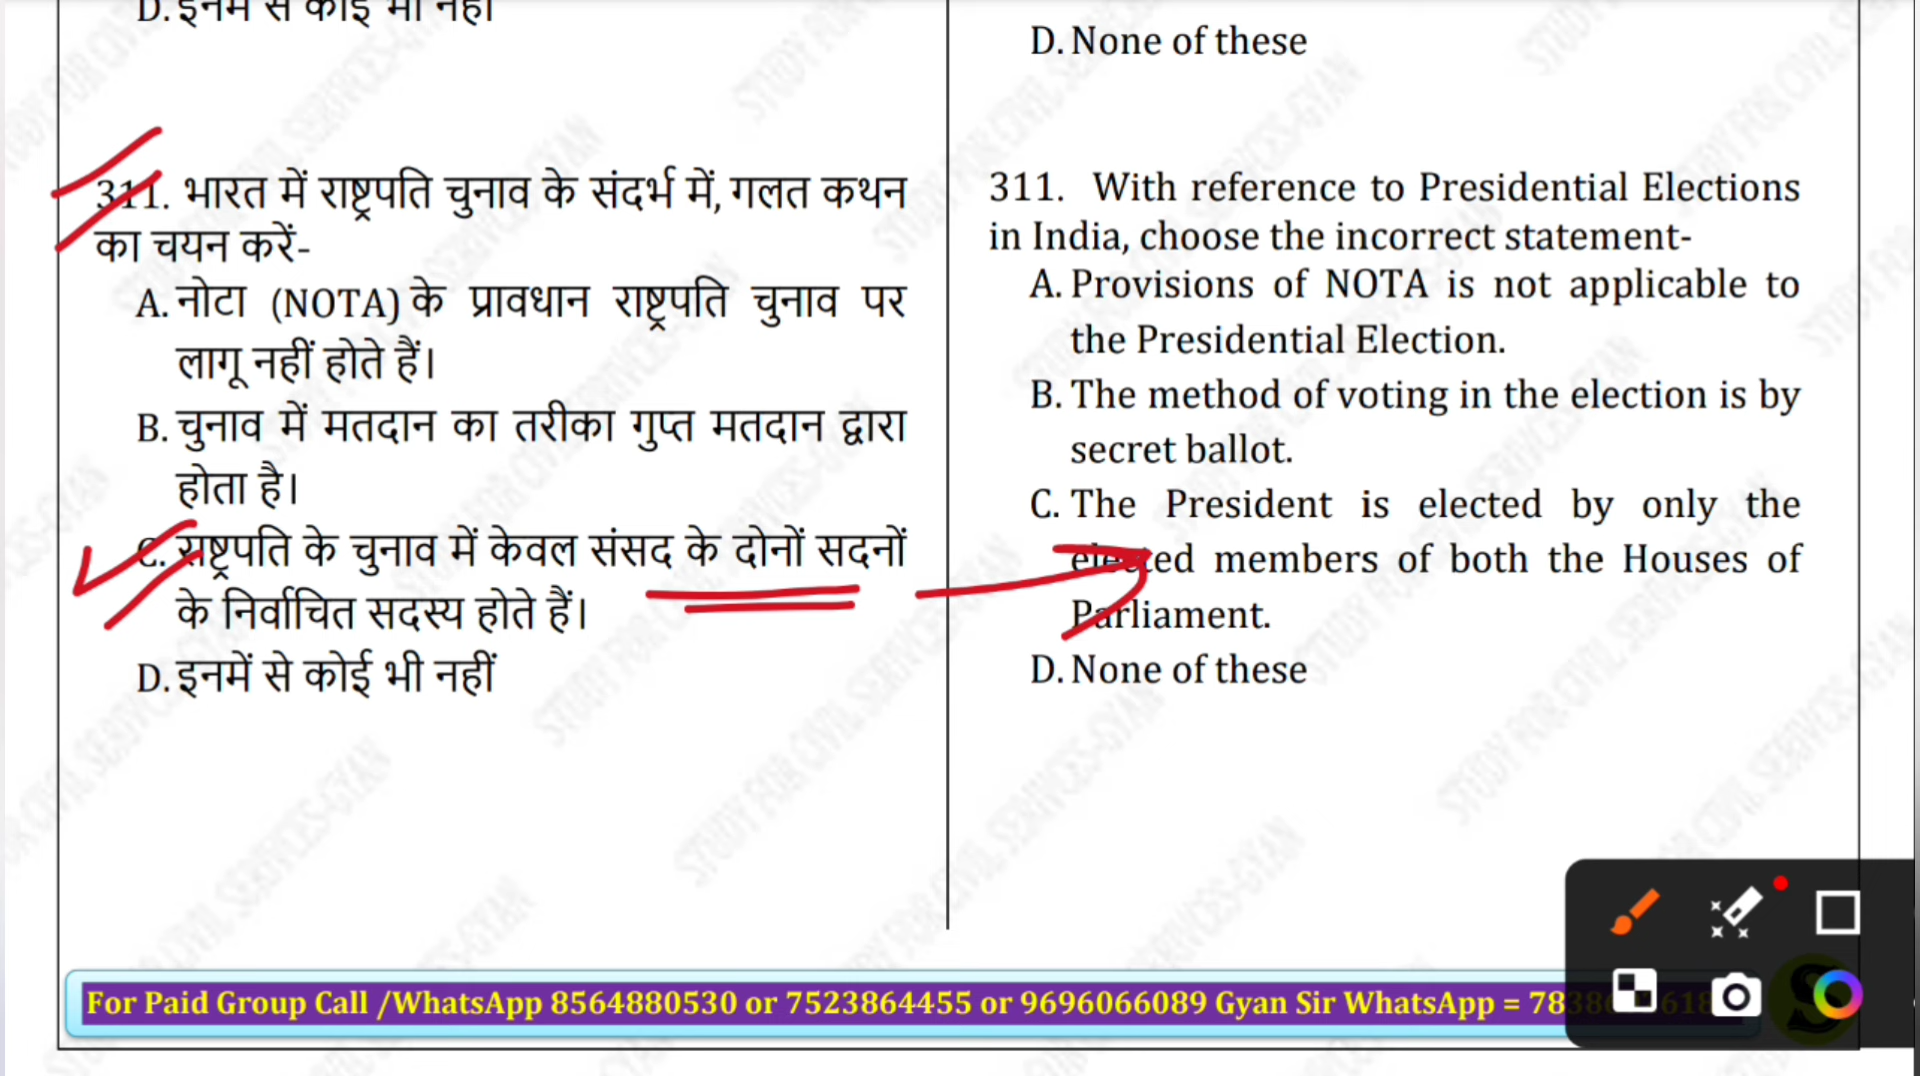 D. इनमें से कोई भी नहीं
311. भारत में राष्ट्रपति चुनाव के संदर्भ में, गलत कथन
का चयन करें-
A. नोटा (NOTA) के प्रावधान राष्ट्रपति चुनाव पर
लागू नहीं होते हैं।
B. चुनाव में मतदान का तरीका गुप्त मतदान द्वारा
होता है।
C. राष्ट्रपति के चुनाव में केवल संसद के दोनों सदनों
के निर्वाचित सदस्य होते हैं।
D. इनमें से कोई भी नहीं
D. None of these
311. With reference to Presidential Elections
in India, choose the incorrect statement-
A. Provisions of NOTA is not applicable to
the Presidential Election.
B. The method of voting in the election is by
secret ballot.
C. The President is elected by only the
elected members of both the Houses of
Parliament.
D. None of these
For Paid Group Call /WhatsApp 8564880530 or 7523864455 or 9696066089 Gyan Sir WhatsApp =